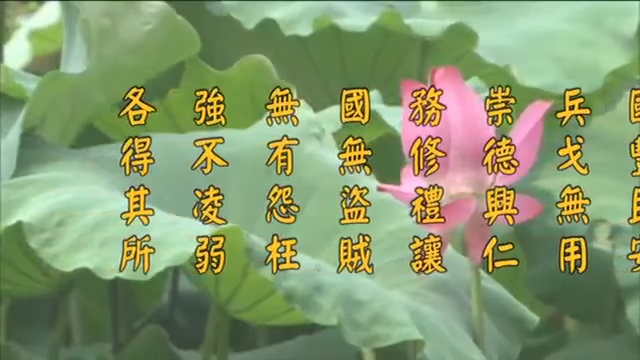 兵戈無用
崇德興仁
務修禮讓
國無盜賊
無有怨枉
強不凌弱
各得其所